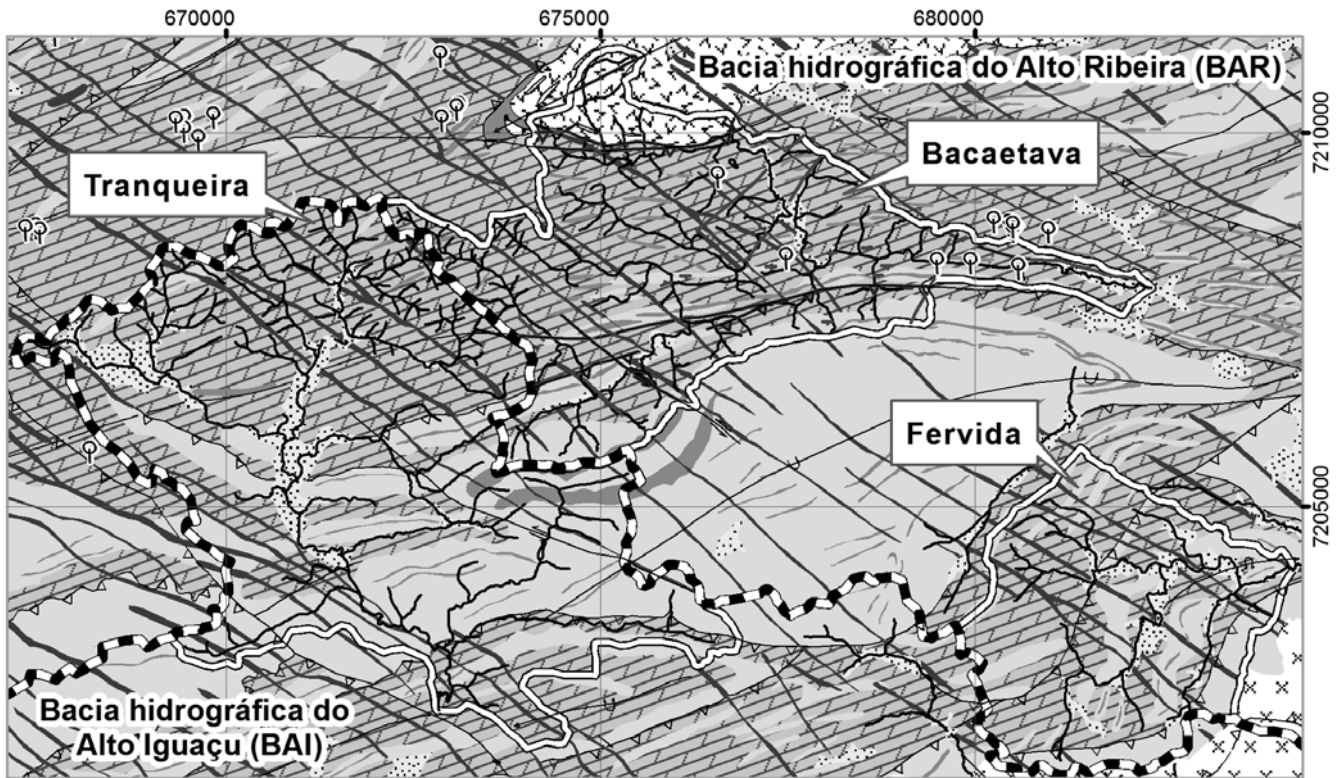 670000
675000
680000
Bacia hidrográfica do Alto Ribeira (BAR)
7210000
Tranqueira
Bacaetava
Fervida
7205000
Bacia hidrográfica do
Alto Iguaçu (BAI)